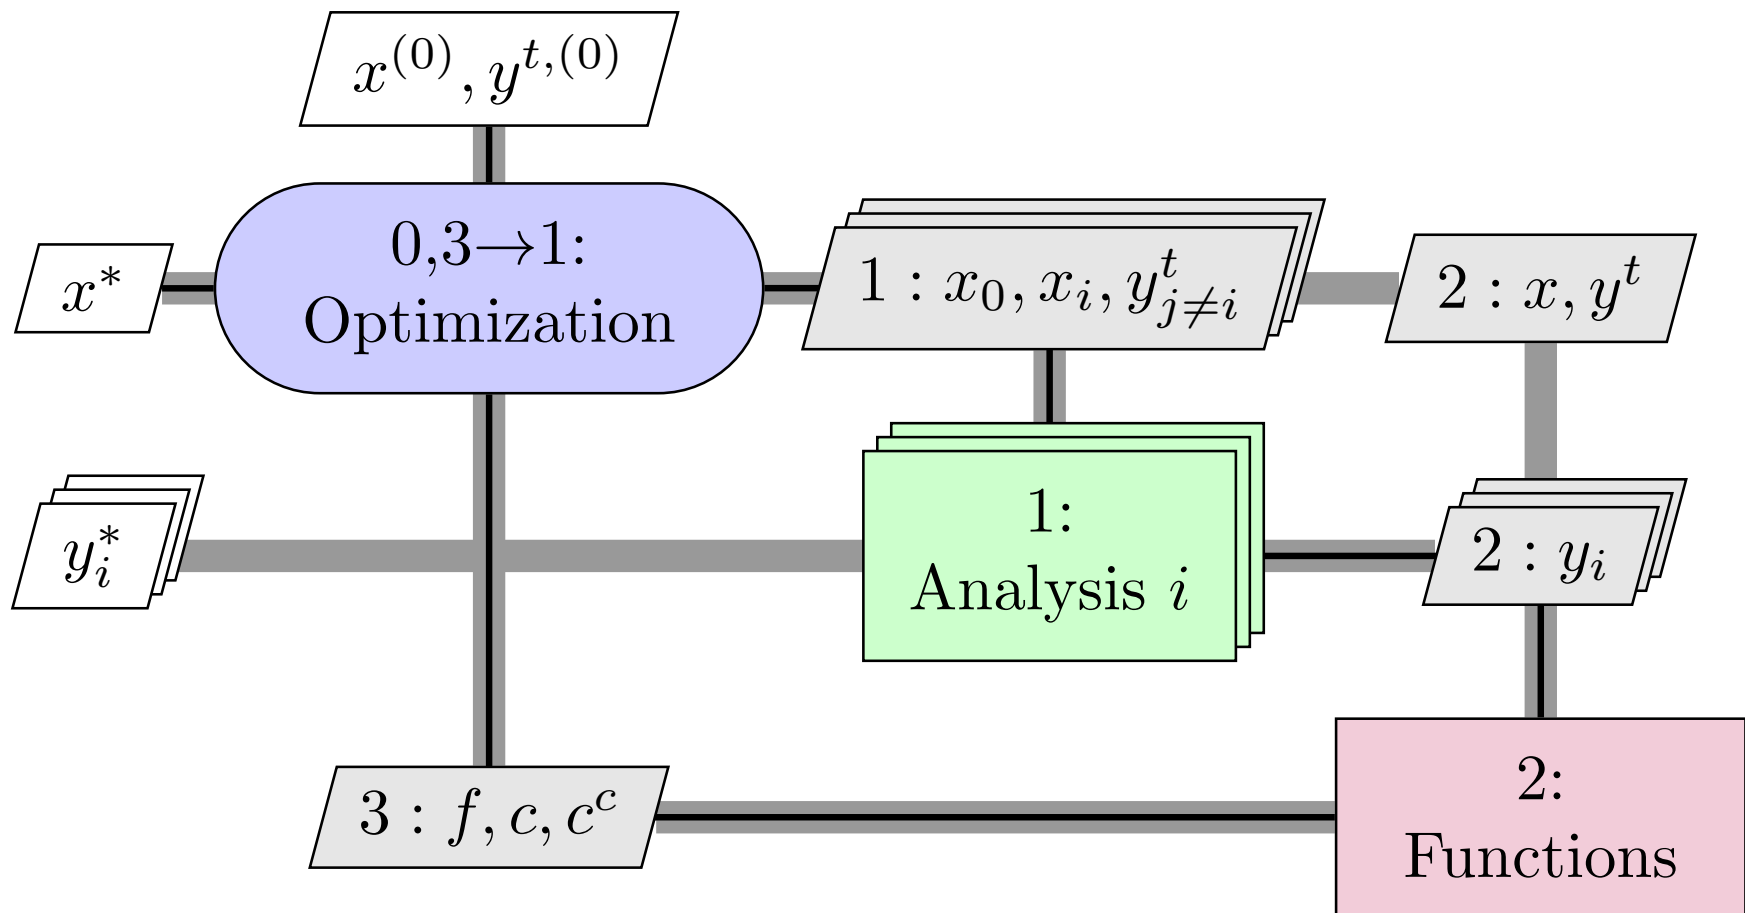 x^{(0)}, y^{t,(0)}
x^*
0,3→1:
Optimization
1 : x_0, x_i, y^t_{j≠i}
2 : x, y^t
y_i^*
1:
Analysis i
2 : y_i
3 : f, c, c^c
2:
Functions